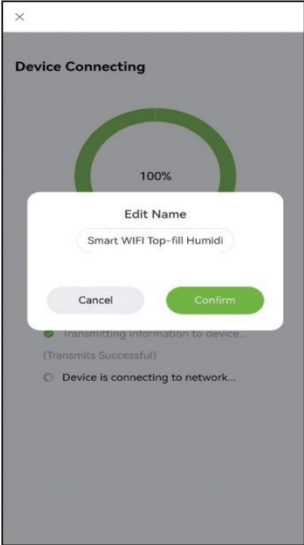 Device Connecting
100%
Edit Name
Smart WIFI Top-fill Humidi
Cancel
Confirm
Transmitting information to device...
(Transmits Successful)
Device is connecting to network...